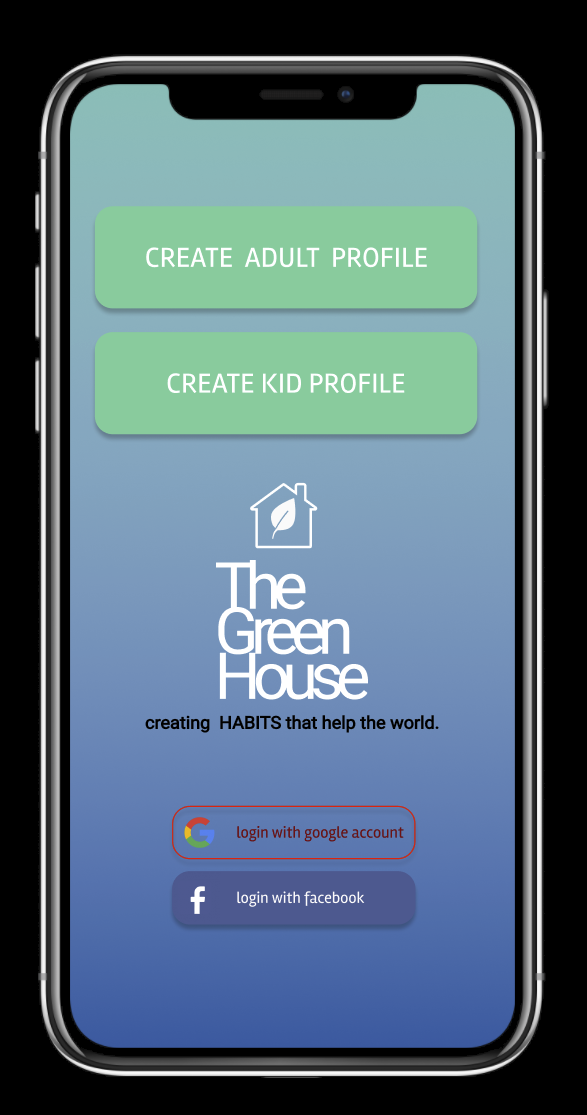 CREATE ADULT PROFILE
CREATE KID PROFILE
The
Green
House
creating HABITS that help the world.
login with google account
login with facebook